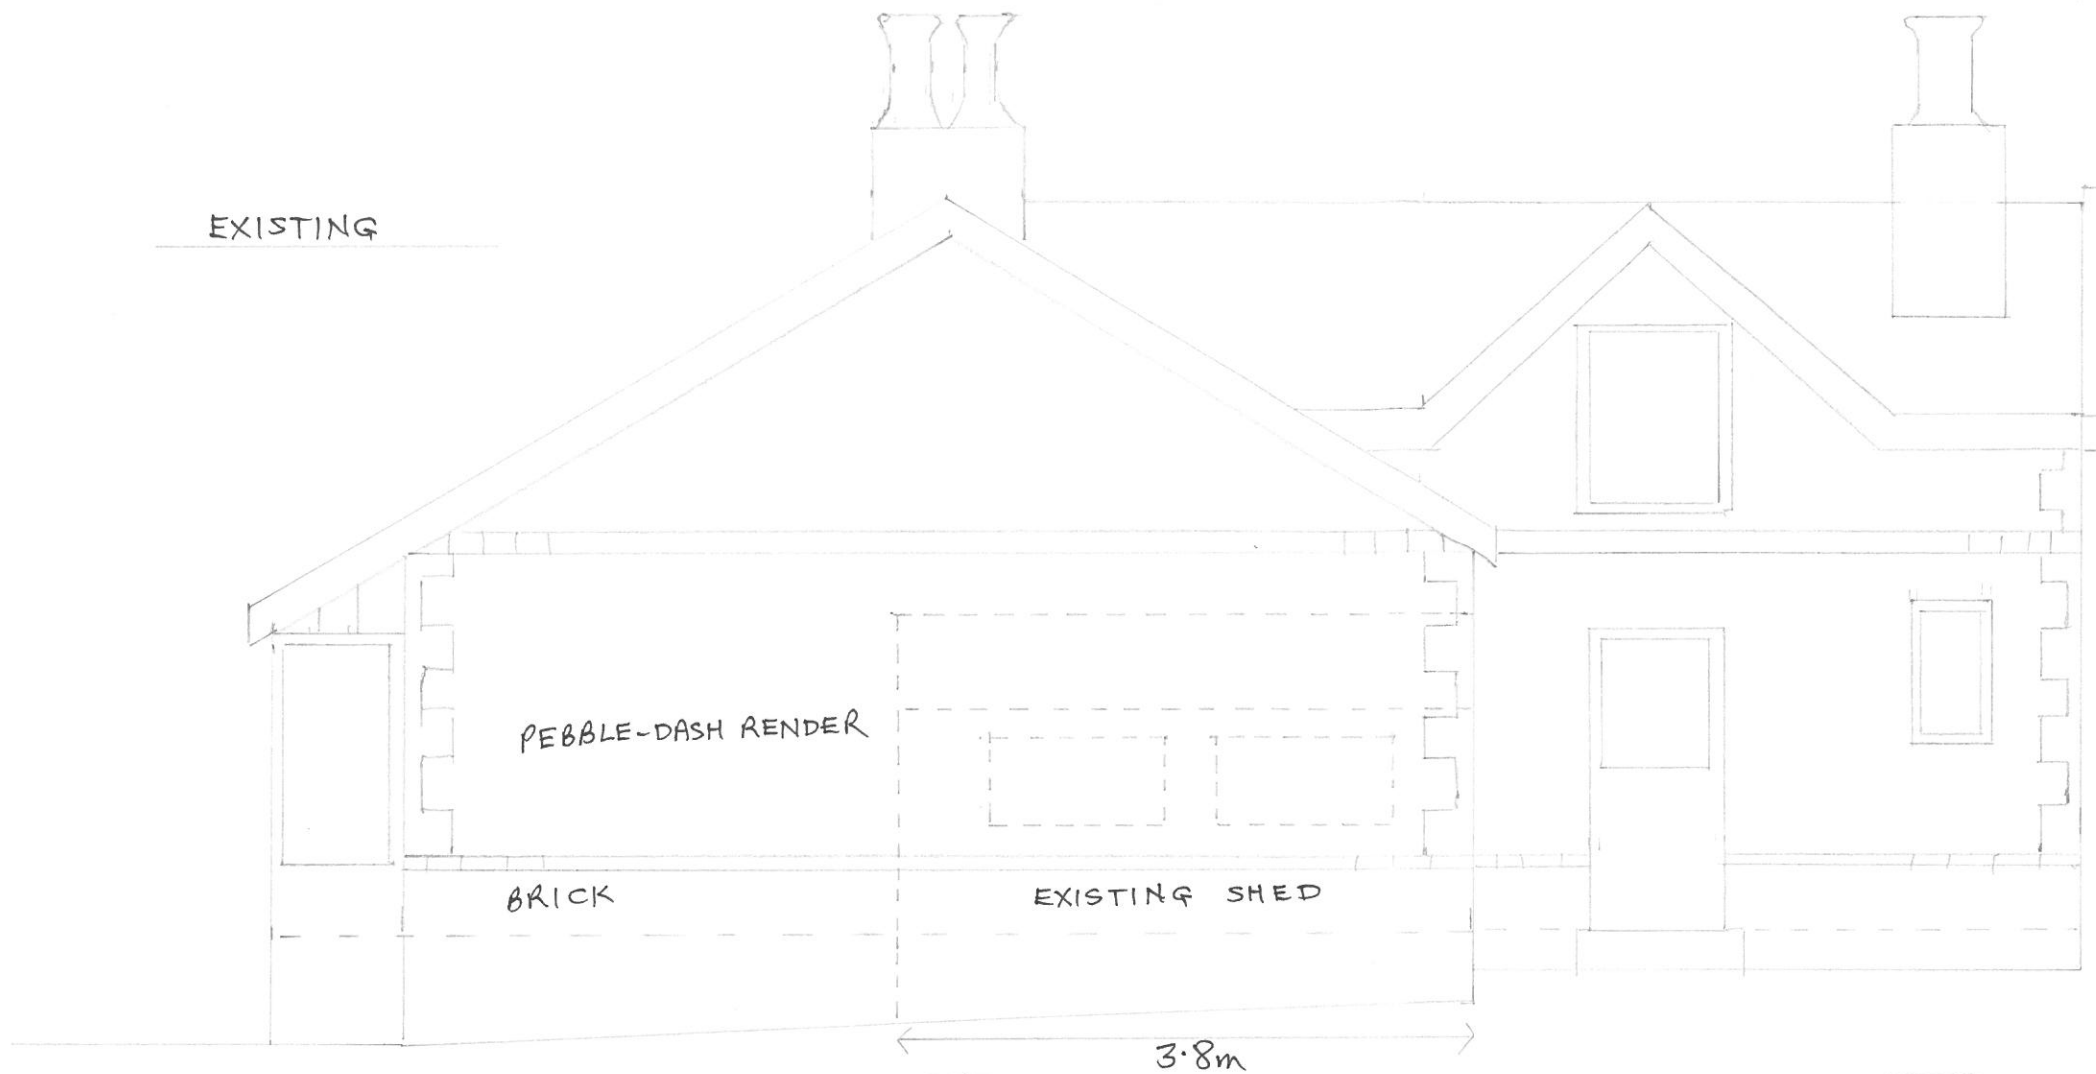 EXISTING
PEBBLE-DASH RENDER
BRICK
EXISTING SHED
3.8m